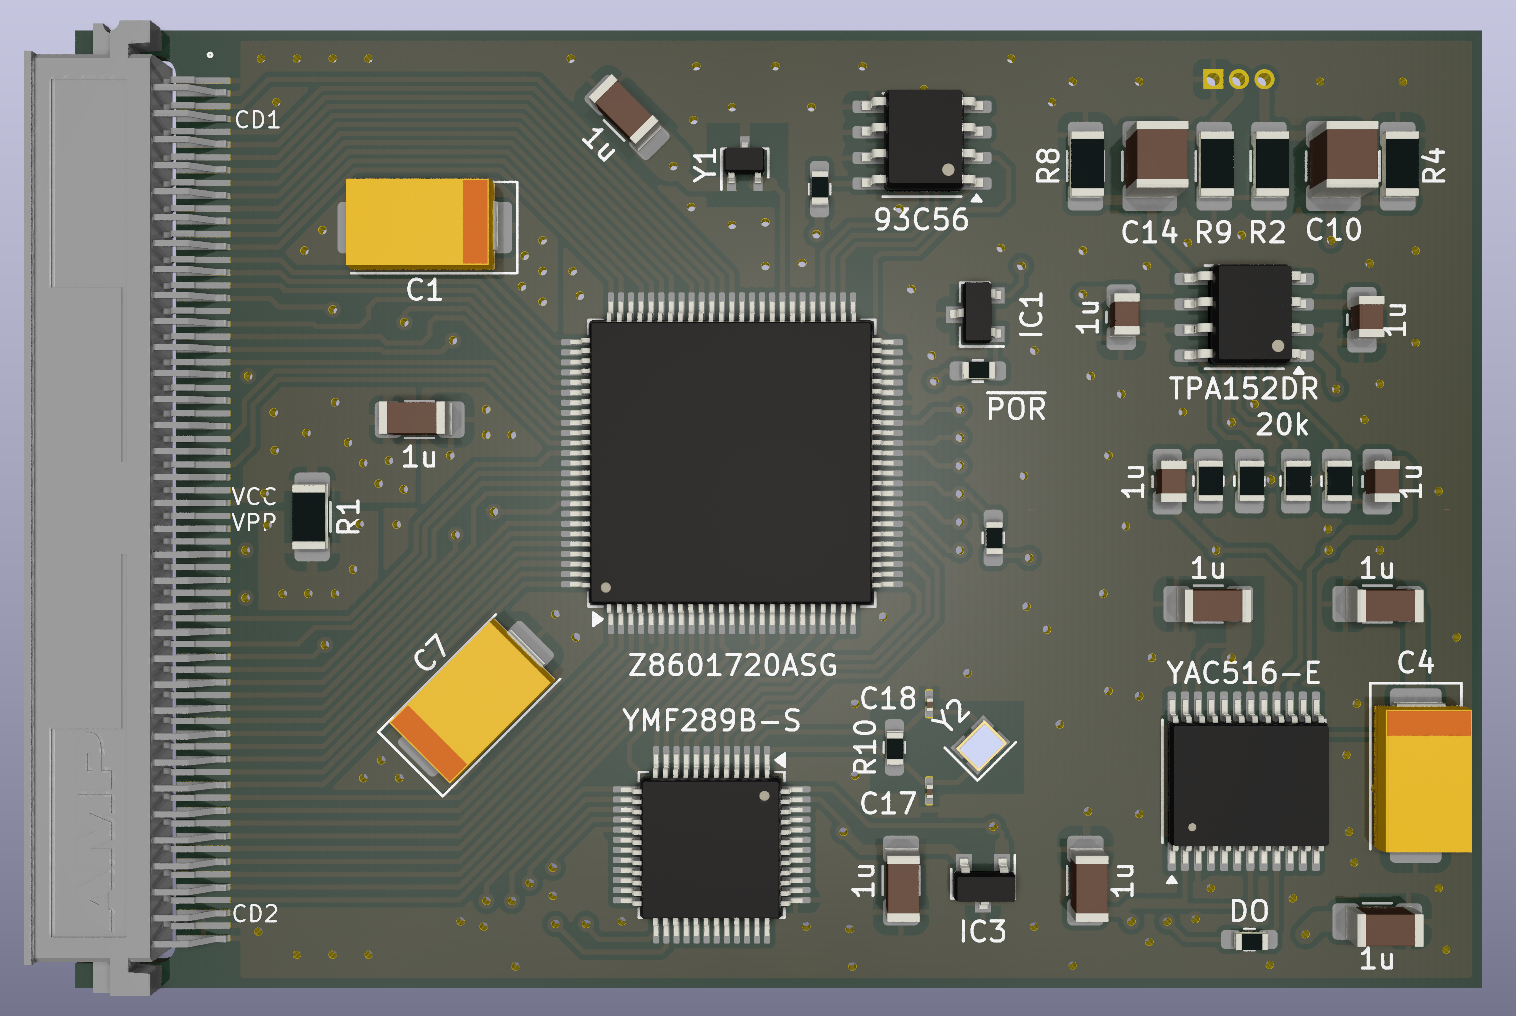 CD1
1u
Y1
93C56
R8
C14
R9
R2
C10
R4
C1
IC1
1u
1u
POR
TPA152DR
20k
1u
VCC
VPP
R1
1u
1u
1u
1u
C7
Z8601720ASG
YAC516-E
C4
YMF289B-S
C18
Y2
R10
C17
1u
1u
CD2
IC3
DO
1u
AMP